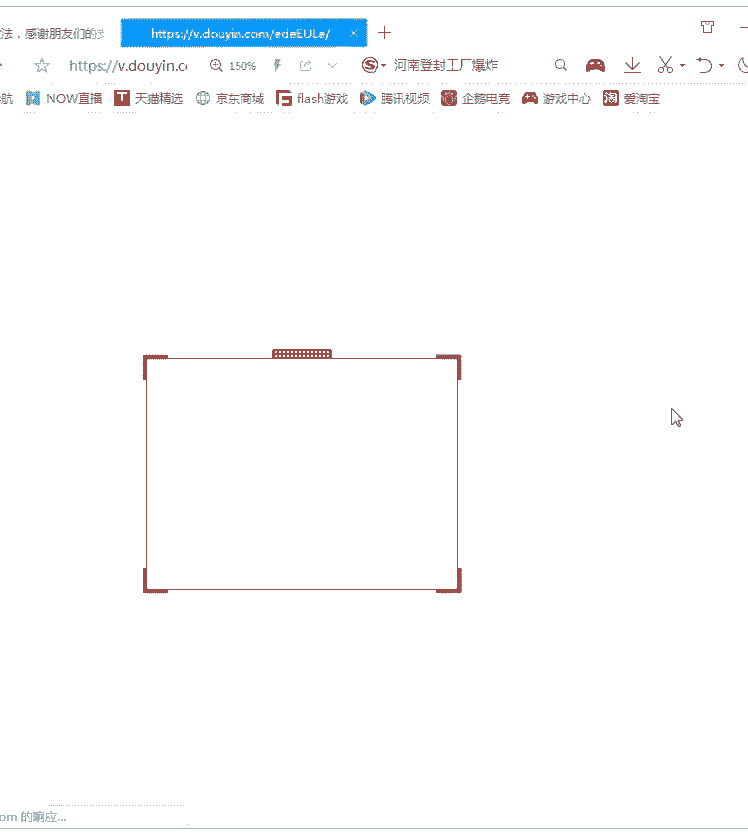 法，感谢朋友们的支 https://v.douyin.com/edeEULe/
https://v.douyin.cc 150% 河南登封工厂爆炸
航 NOW直播 天猫精选 京东商城 flash游戏 腾讯视频 企鹅电竞 游戏中心 爱淘宝
om 的响应...